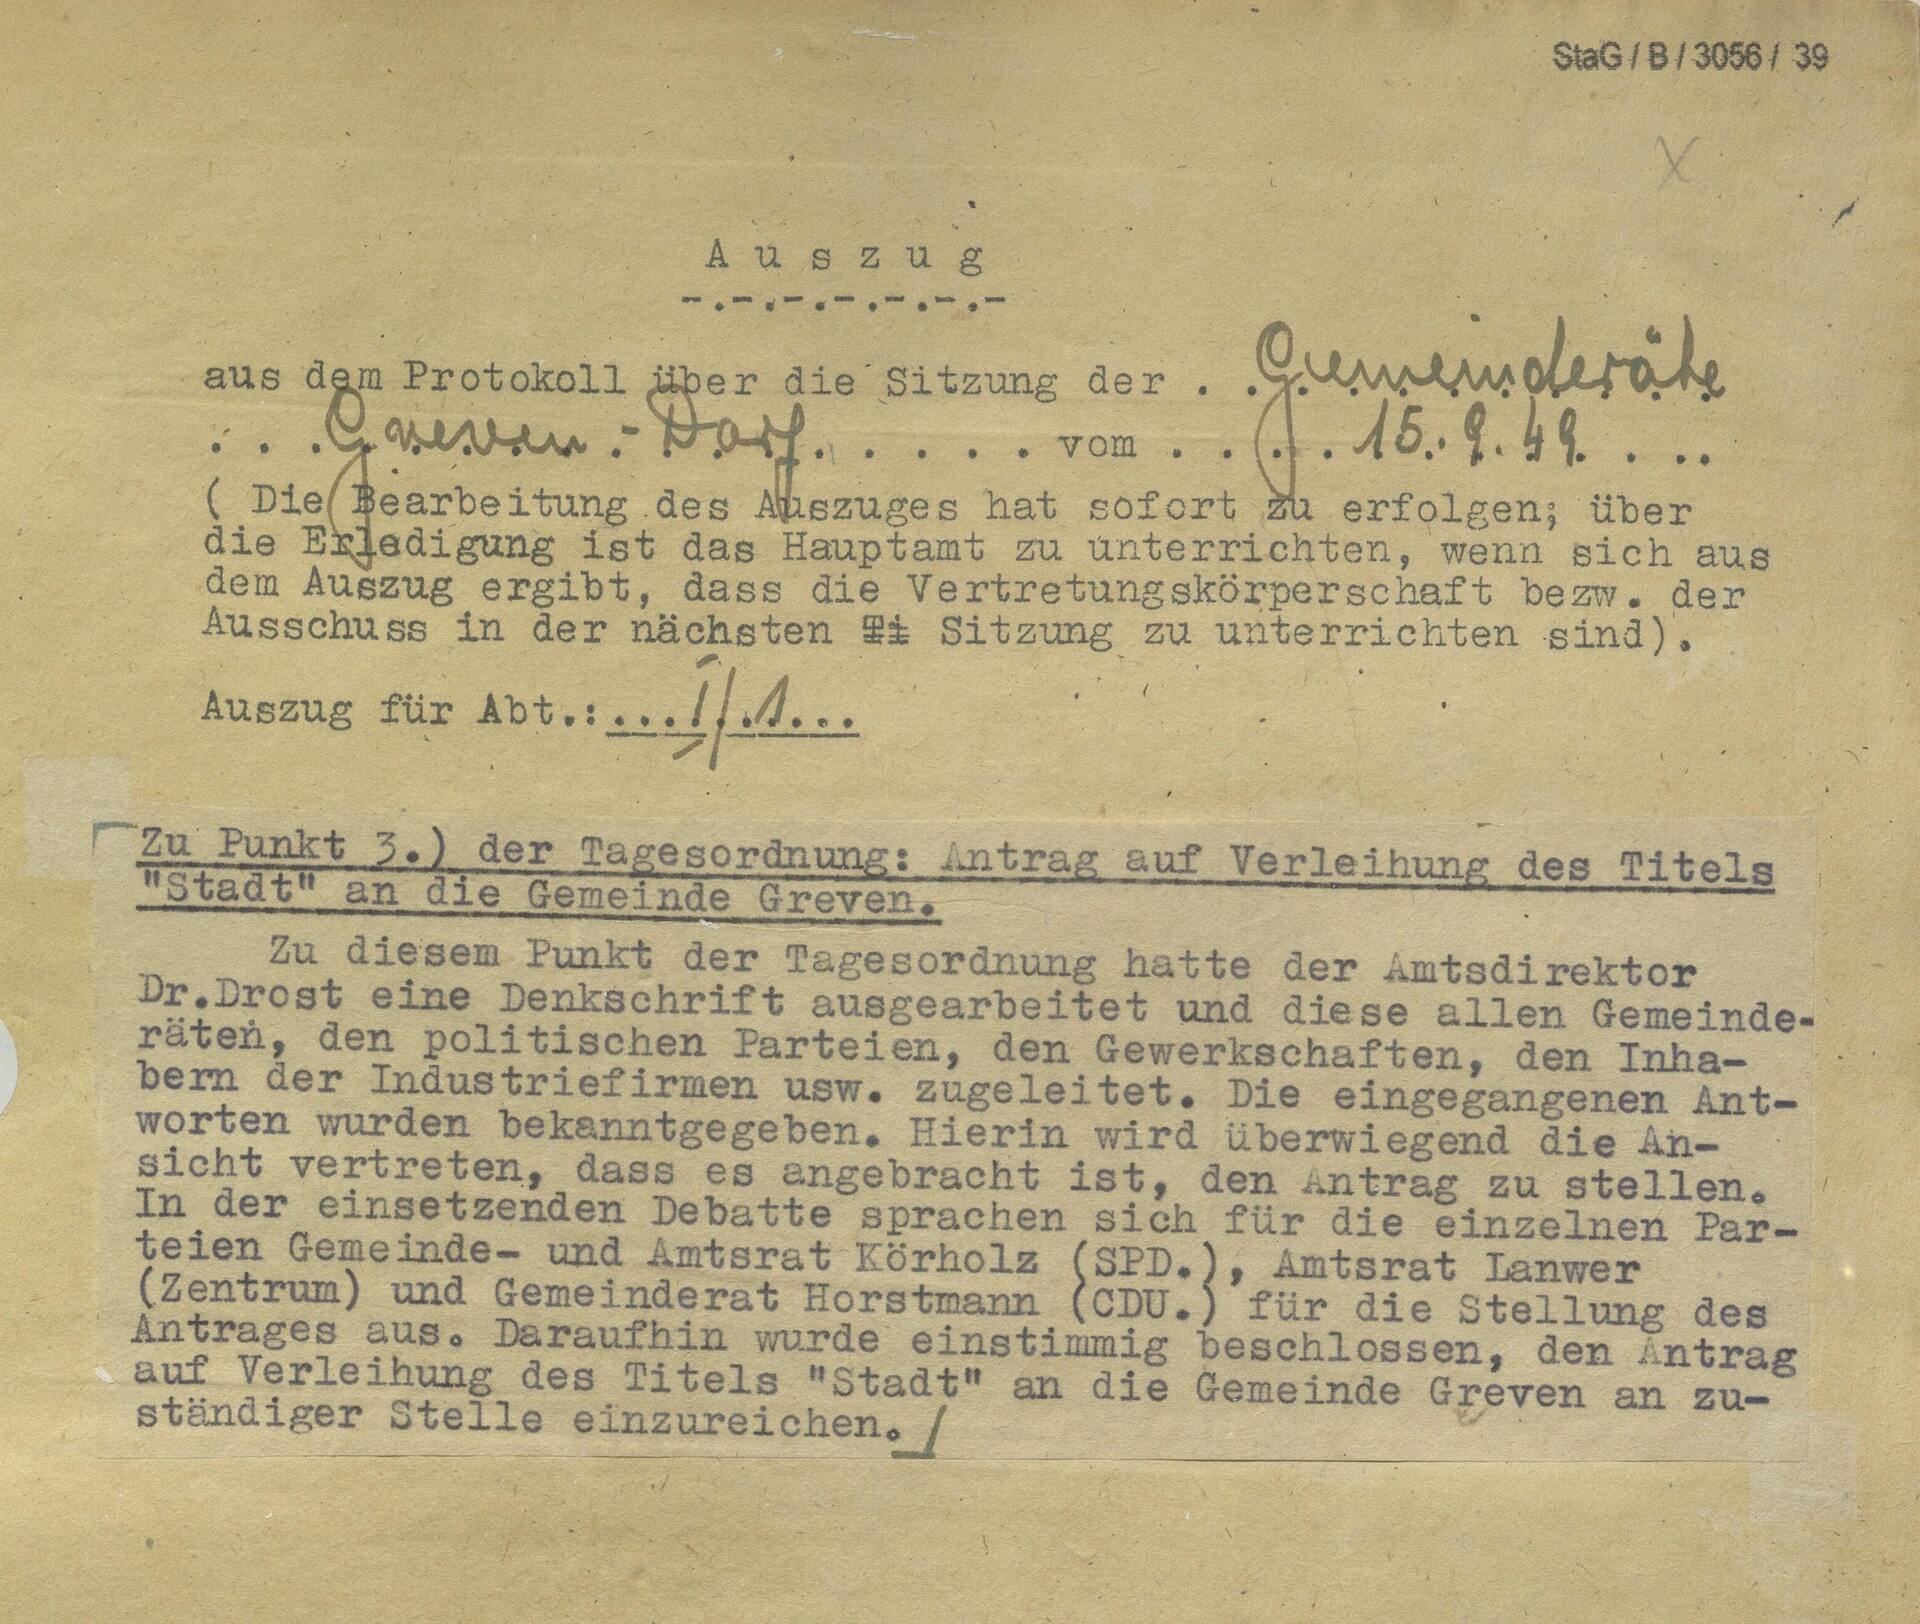 StaG / B / 3056 / 39
A u s z u g
-.-.-.-.-.-.-
aus dem Protokoll über die Sitzung der . . Gemeinderäte
. . . Greven - Dorf . . . . . vom . . . . 15. 9. 49. . . .
( Die Bearbeitung des Auszuges hat sofort zu erfolgen; über
die Erledigung ist das Hauptamt zu unterrichten, wenn sich aus
dem Auszug ergibt, dass die Vertretungskörperschaft bezw. der
Ausschuss in der nächsten Sitzung zu unterrichten sind).
Auszug für Abt.:...I/.1...
Zu Punkt 3.) der Tagesordnung: Antrag auf Verleihung des Titels
"Stadt" an die Gemeinde Greven.
Zu diesem Punkt der Tagesordnung hatte der Amtsdirektor
Dr.Drost eine Denkschrift ausgearbeitet und diese allen Gemeinde-
räten, den politischen Parteien, den Gewerkschaften, den Inha-
bern der Industriefirmen usw. zugeleitet. Die eingegangenen Ant-
worten wurden bekanntgegeben. Hierin wird überwiegend die An-
sicht vertreten, dass es angebracht ist, den Antrag zu stellen.
In der einsetzenden Debatte sprachen sich für die einzelnen Par-
teien Gemeinde- und Amtsrat Körholz (SPD.), Amtsrat Lanwer
(Zentrum) und Gemeinderat Horstmann (CDU.) für die Stellung des
Antrages aus. Daraufhin wurde einstimmig beschlossen, den Antrag
auf Verleihung des Titels "Stadt" an die Gemeinde Greven an zu-
ständiger Stelle einzureichen.